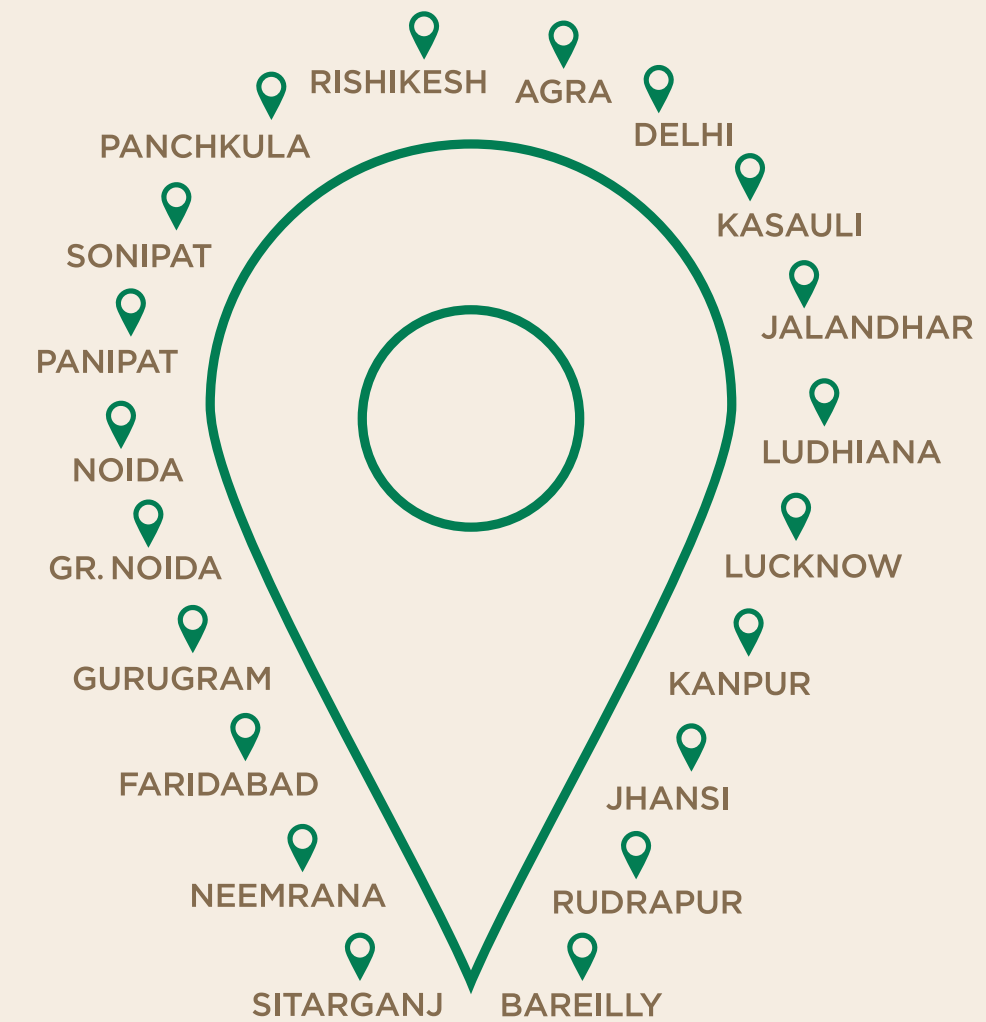 RISHIKESH
AGRA
DELHI
PANCHKULA
KASAULI
SONIPAT
JALANDHAR
PANIPAT
LUDHIANA
NOIDA
LUCKNOW
GR. NOIDA
GURUGRAM
KANPUR
FARIDABAD
JHANSI
NEEMRANA
RUDRAPUR
SITARGANJ
BAREILLY